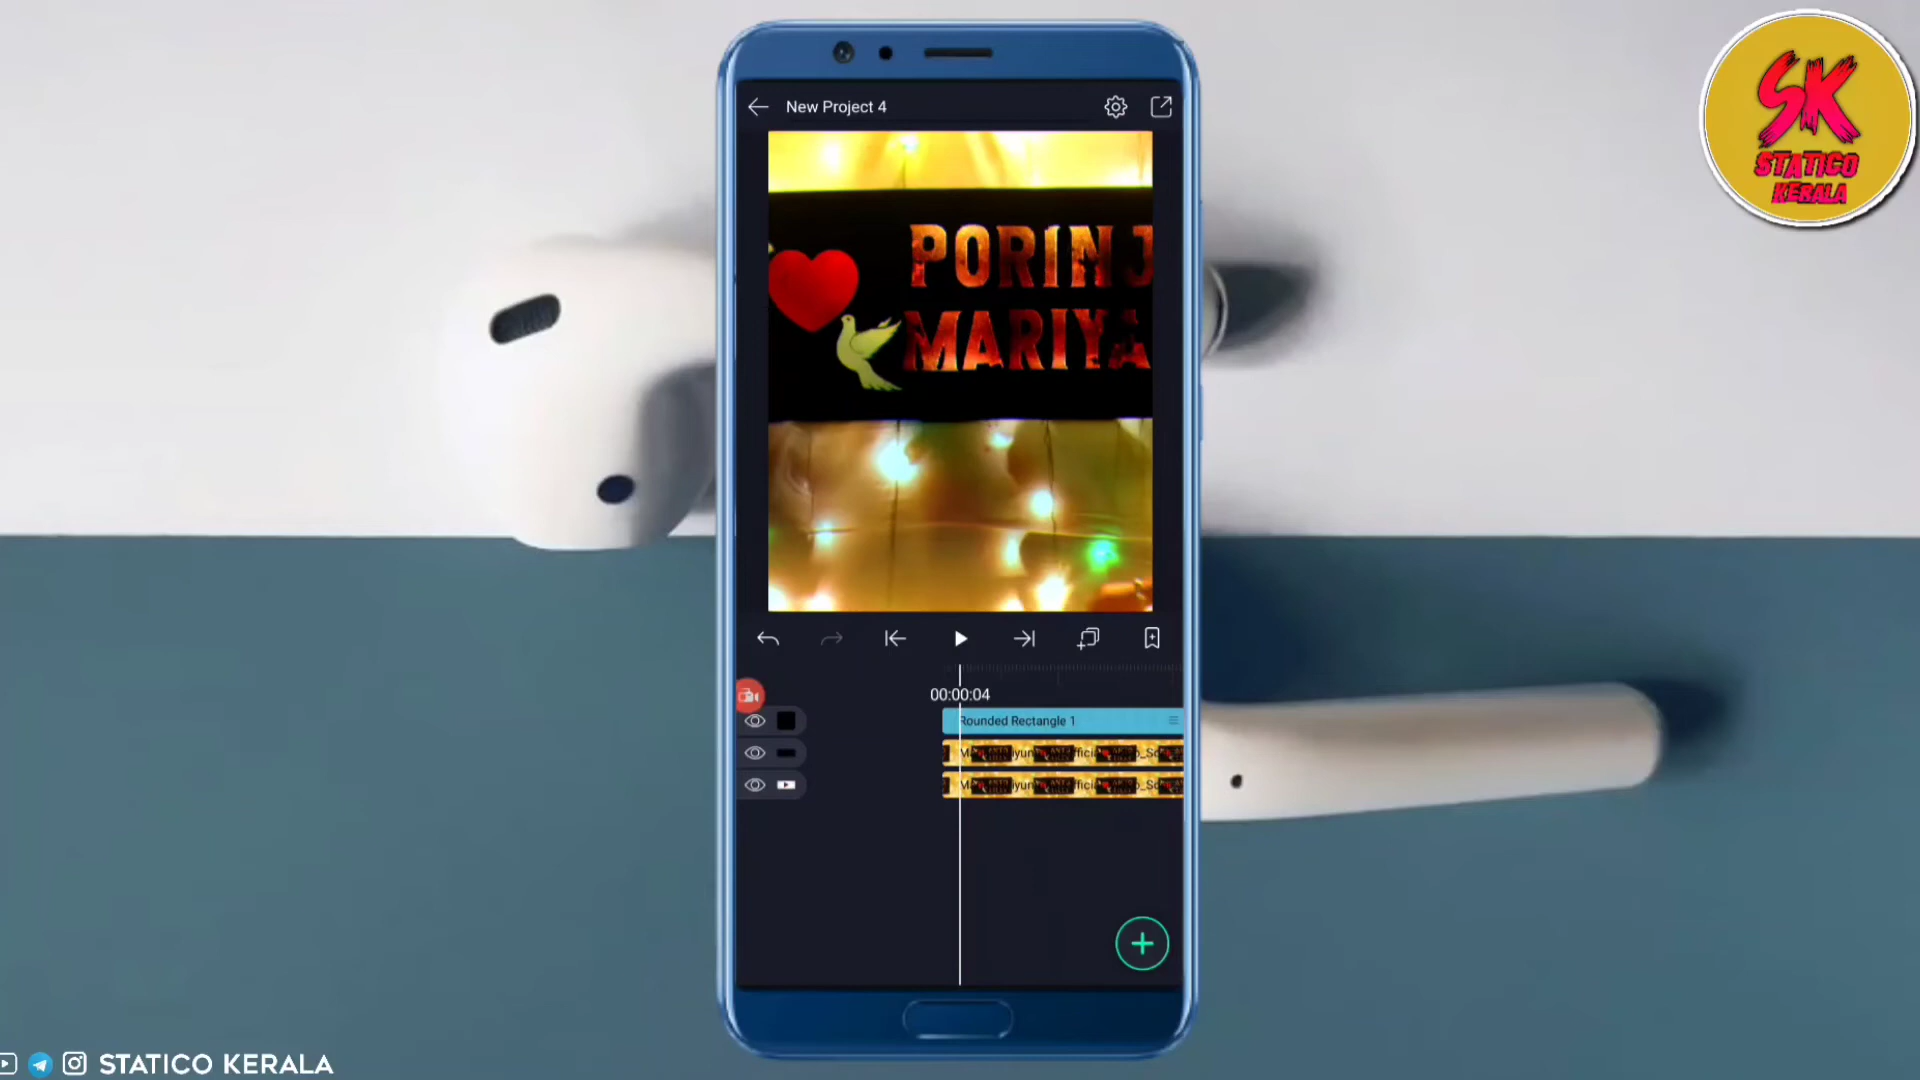 New Project 4
SK
STATICO
KERALA
PORINJ
MARIYA
00:00:04
Rounded Rectangle 1
STATICO KERALA